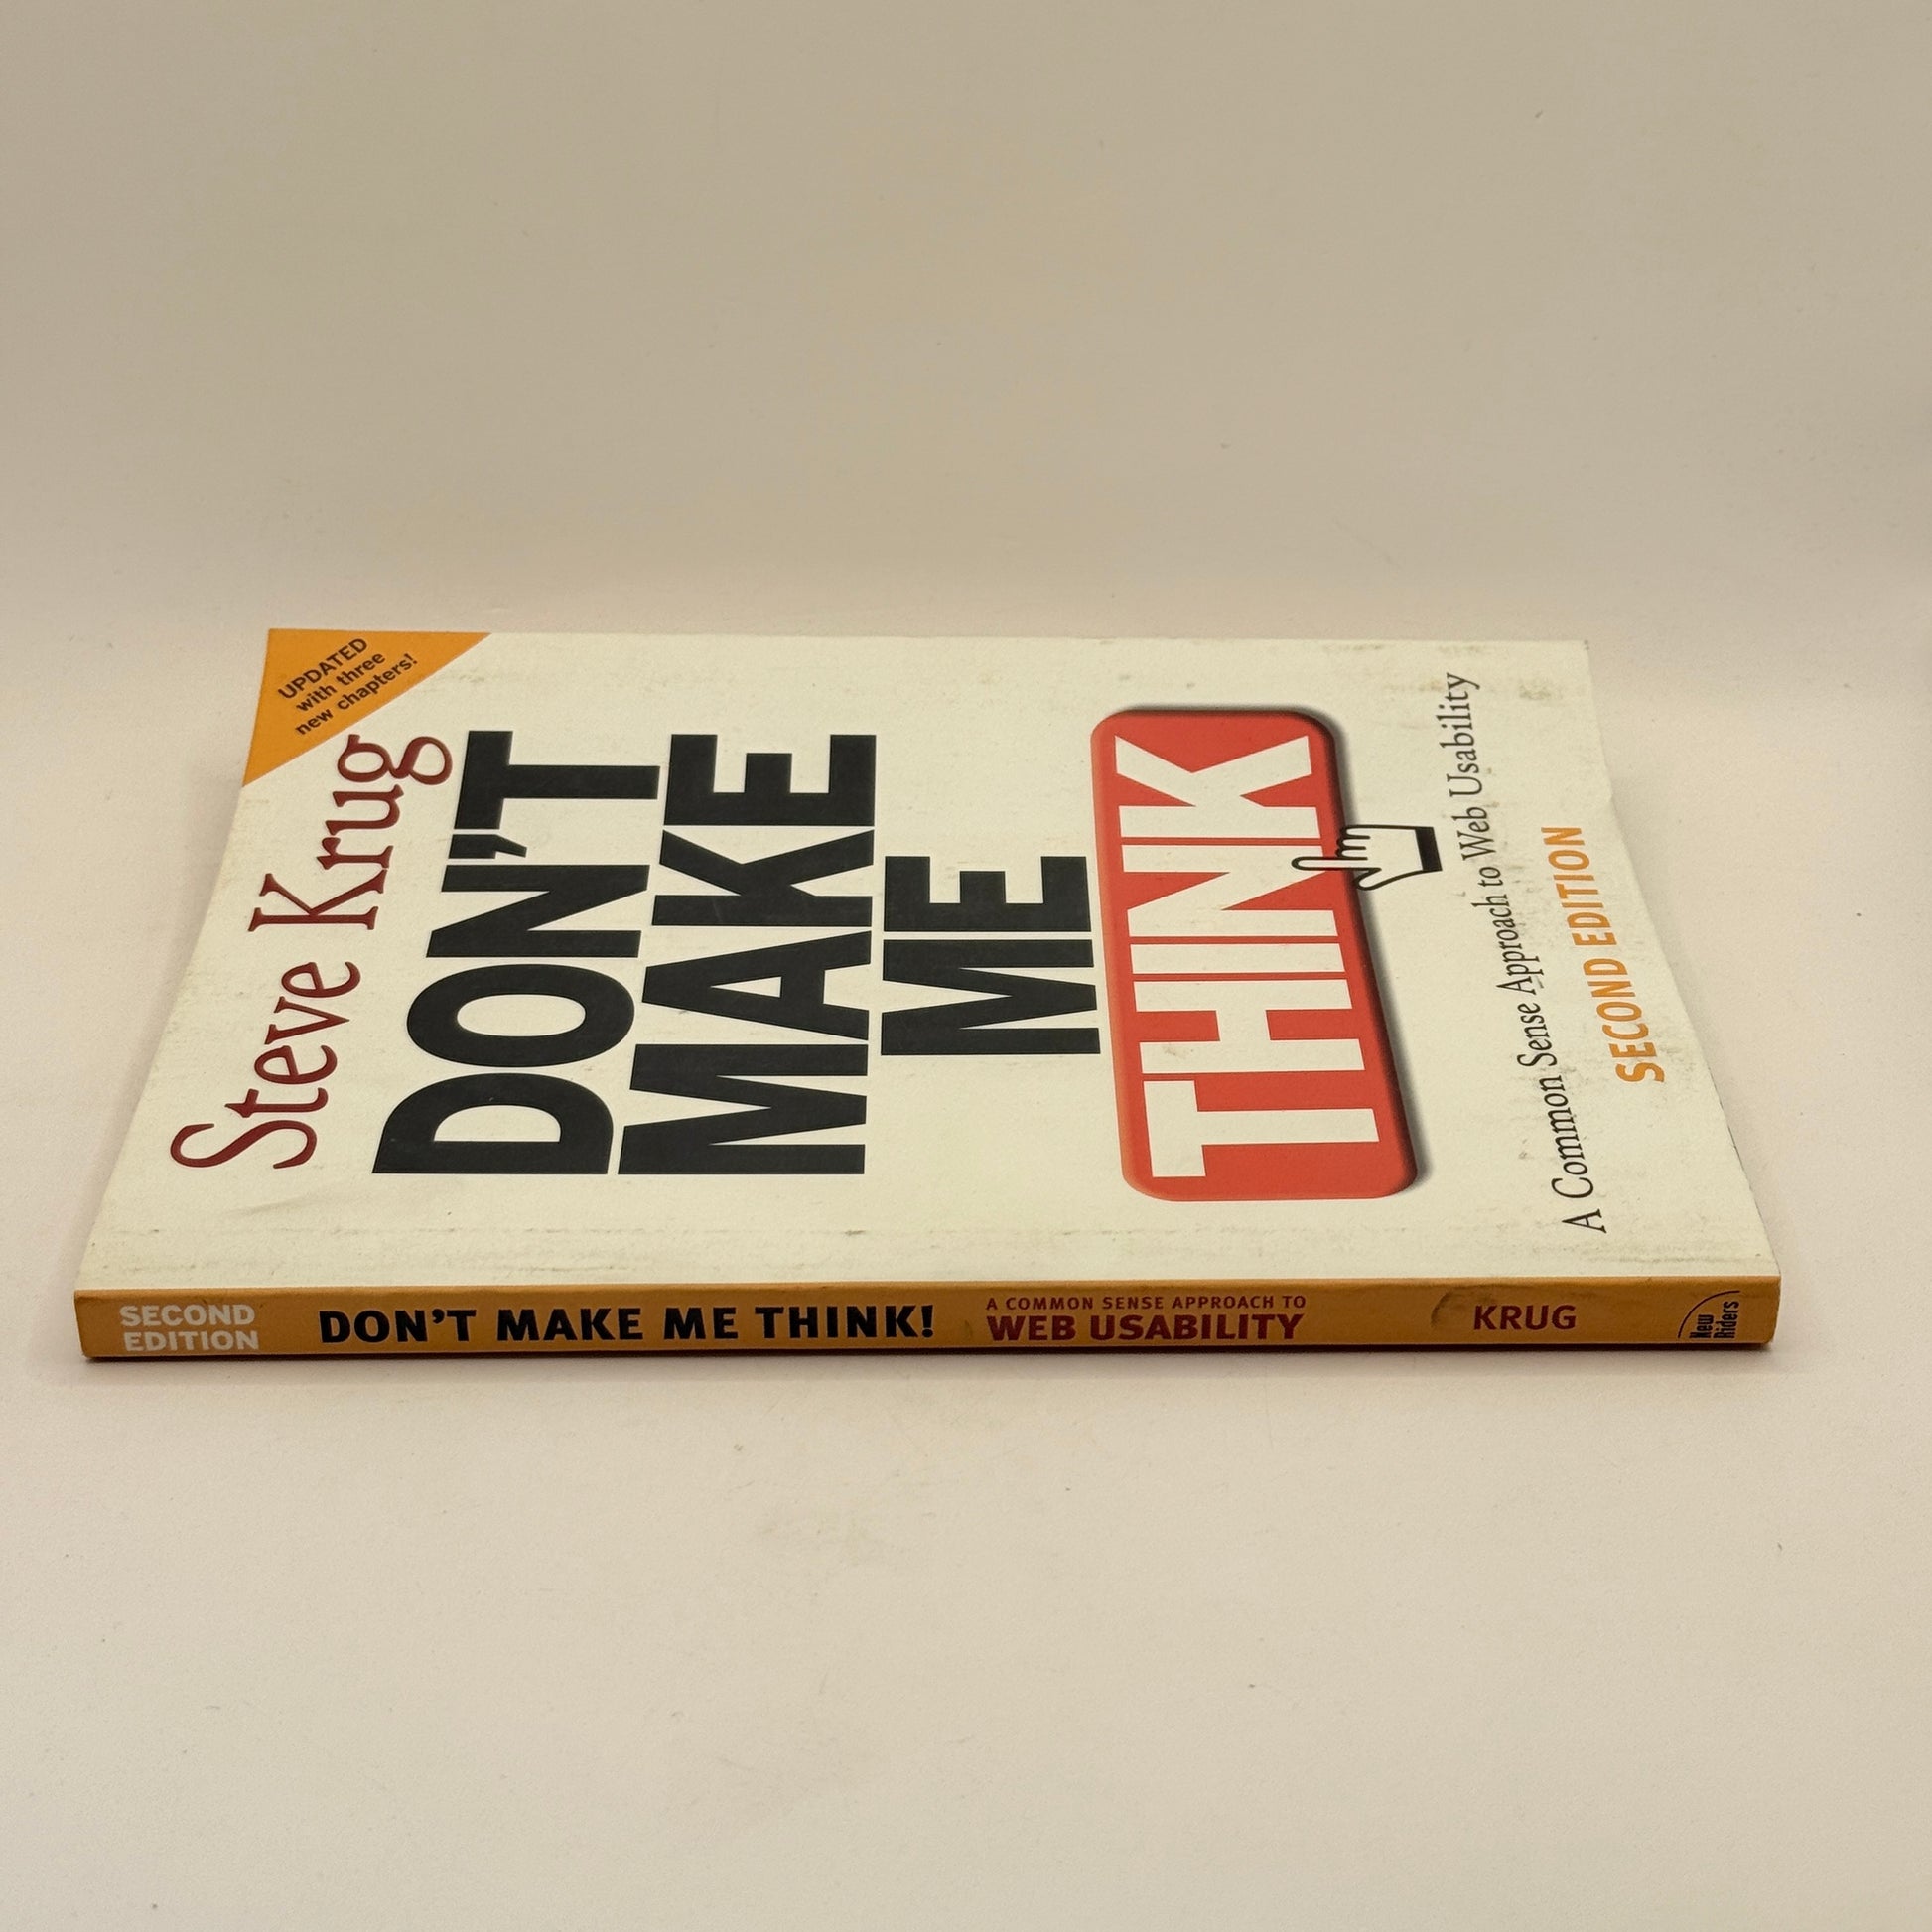 UPDATED
with three
new chapters!
Steve Krug
DON'T
MAKE
ME
THINK
A Common Sense Approach to Web Usability
SECOND EDITION
SECOND
EDITION
DON'T MAKE ME THINK!
A COMMON SENSE APPROACH TO
WEB USABILITY
KRUG
New
Riders